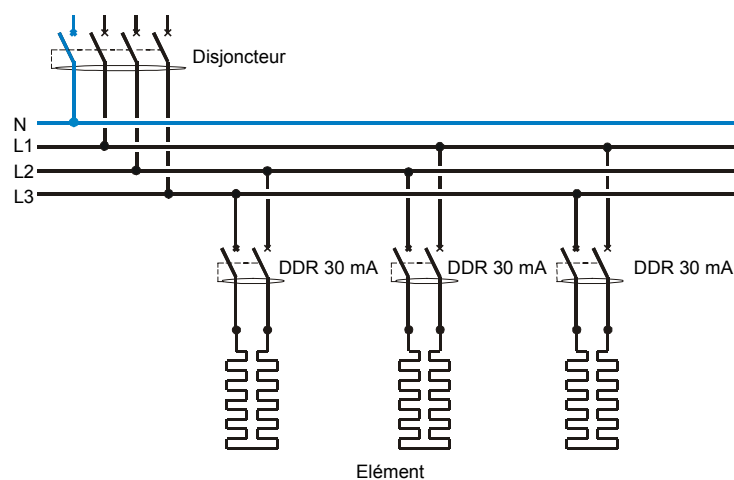 Disjoncteur
N
L1
L2
L3
DDR 30 mA DDR 30 mA DDR 30 mA
Elément